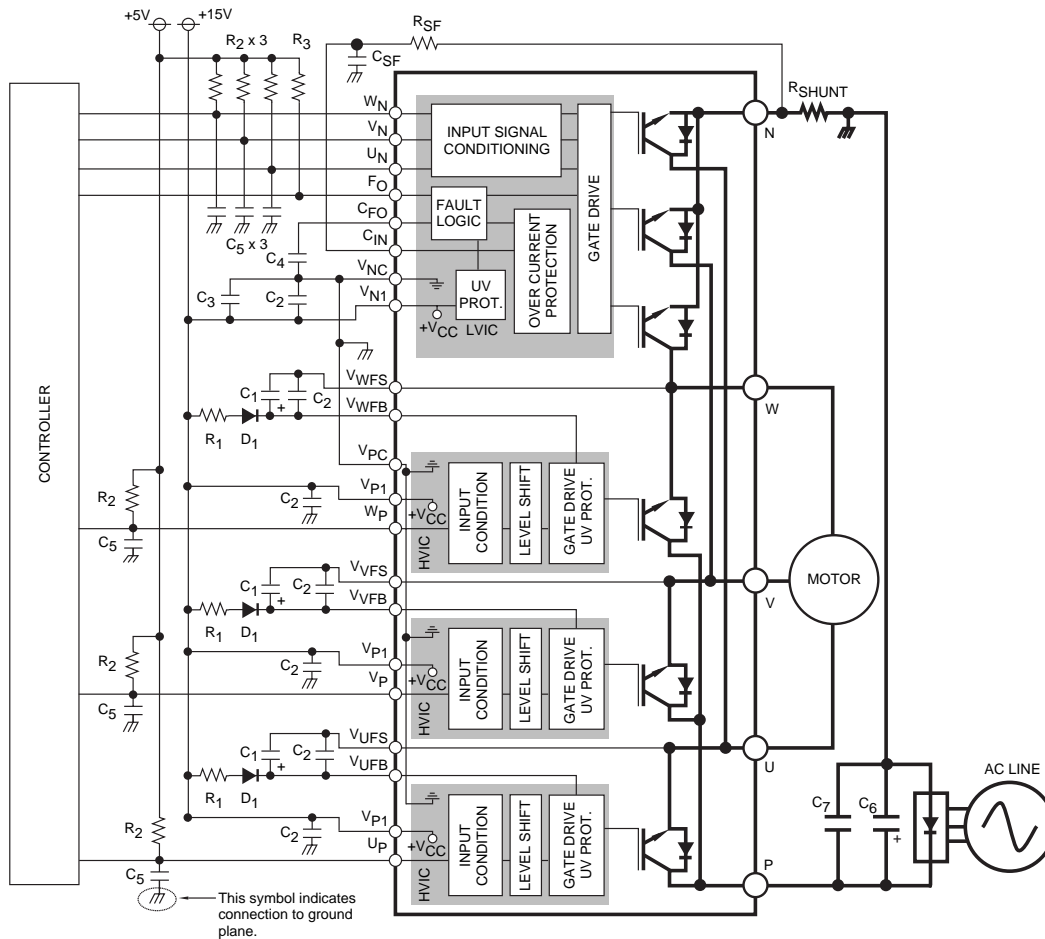 +5V
+15V
R2 x 3
R3
RSF
CSF
RSHUNT
WN
VN
UN
FO
CFO
CIN
VNC
VN1
N
INPUT SIGNAL
CONDITIONING
FAULT
LOGIC
GATE DRIVE
OVER CURRENT
PROTECTION
UV
PROT.
LVIC
+VCC
C5 x 3
C4
C3
C2
CONTROLLER
VWFS
VWFB
C1
+
C2
R1
D1
W
VPC
VP1
WP
R2
C2
C5
+VCC
HVIC
INPUT
CONDITION
LEVEL SHIFT
GATE DRIVE
UV PROT.
MOTOR
VVFS
VVFB
C1
+
C2
R1
D1
V
VP1
VP
R2
C2
C5
+VCC
HVIC
INPUT
CONDITION
LEVEL SHIFT
GATE DRIVE
UV PROT.
VUFS
VUFB
C1
+
C2
R1
D1
U
AC LINE
C7
C6
+
VP1
UP
R2
C2
C5
+VCC
HVIC
INPUT
CONDITION
LEVEL SHIFT
GATE DRIVE
UV PROT.
P
This symbol indicates
connection to ground
plane.